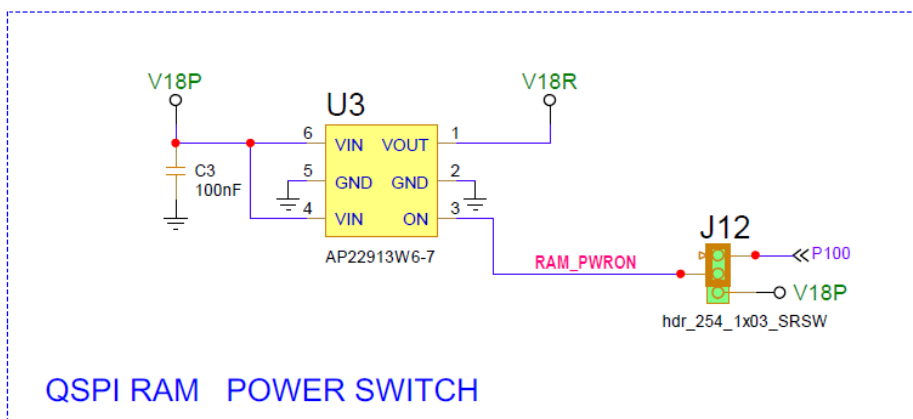 V18P
V18R
U3
6 VIN VOUT 1
C3
100nF
5 GND GND 2
4 VIN ON 3
AP22913W6-7
J12
RAM_PWRON
P100
V18P
hdr_254_1x03_SRSW
QSPI RAM POWER SWITCH